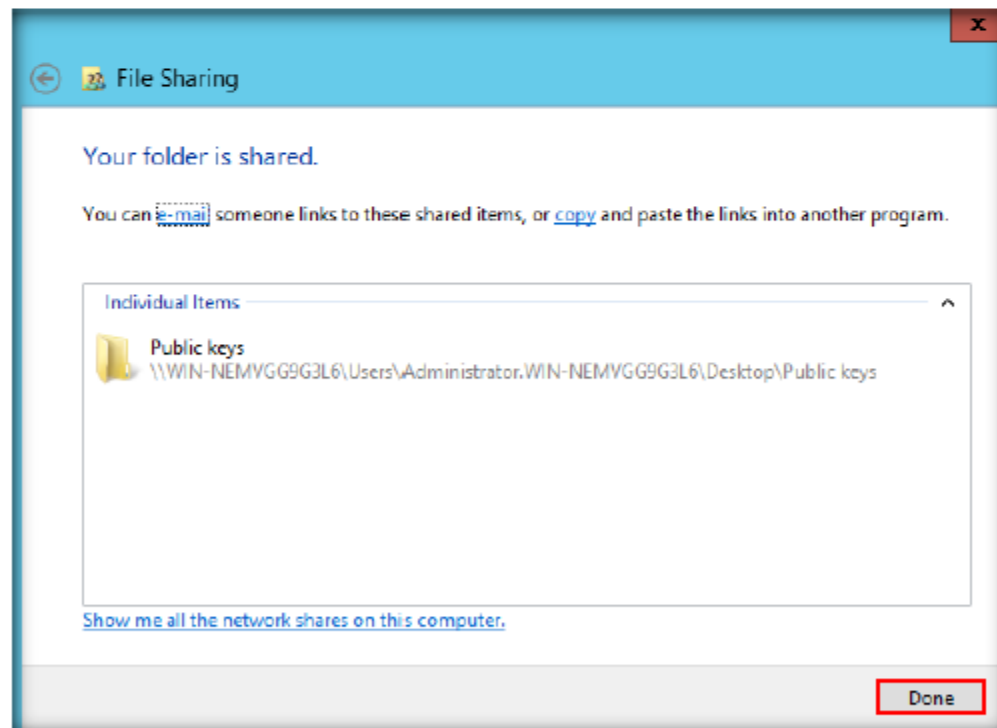 x
File Sharing
Your folder is shared.
You can e-mail someone links to these shared items, or copy and paste the links into another program.
Individual Items
Public keys
\\WIN-NEMVGG9G3L6\Users\Administrator.WIN-NEMVGG9G3L6\Desktop\Public keys
Show me all the network shares on this computer.
Done